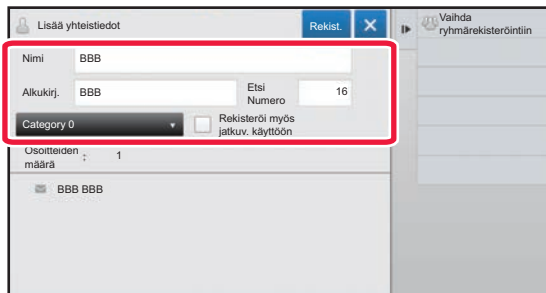 Lisää yhteistiedot
Rekist.
Vaihda
ryhmärekisteröintiin
Nimi
BBB
Alkukirj.
BBB
Etsi
Numero
16
Category 0
Rekisteröi myös
jatkuv. käyttöön
Osoitteiden
määrä
:
1
BBB BBB